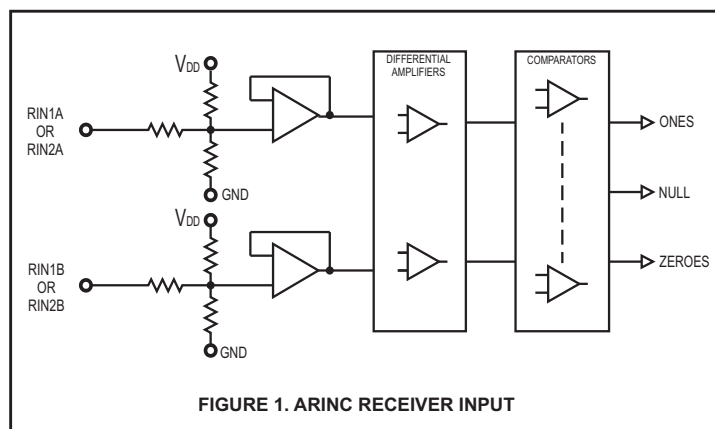 DIFFERENTIAL
AMPLIFIERS
COMPARATORS
VDD
RIN1A
OR
RIN2A
GND
ONES
NULL
ZEROES
VDD
RIN1B
OR
RIN2B
GND
FIGURE 1. ARINC RECEIVER INPUT